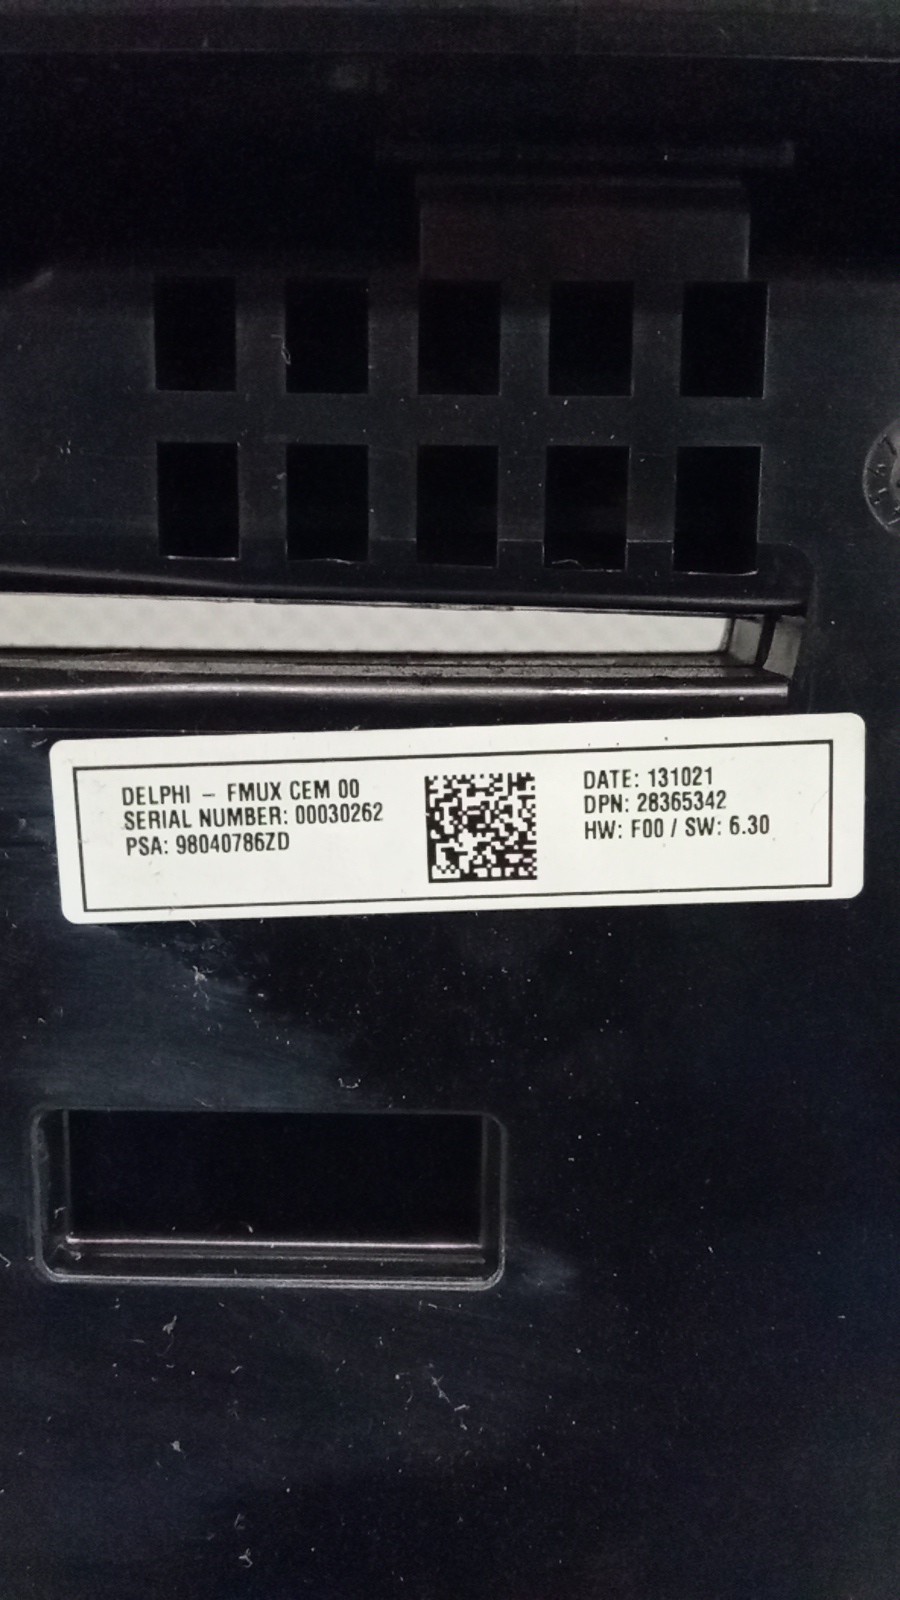 DELPHI – FMUX CEM 00
SERIAL NUMBER: 00030262
PSA: 98040786ZD
DATE: 131021
DPN: 28365342
HW: F00 / SW: 6.30